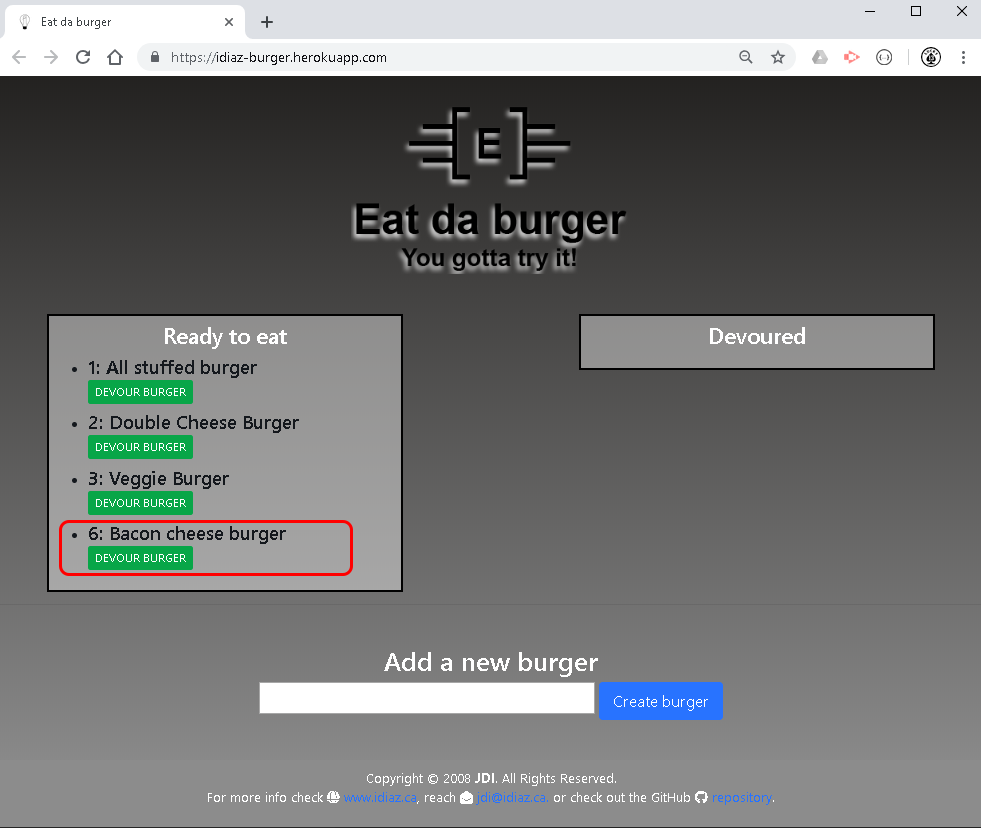 Eat da burger
https://idiaz-burger.herokuapp.com
[E]
Eat da burger
You gotta try it!
Ready to eat
1: All stuffed burger
DEVOUR BURGER
2: Double Cheese Burger
DEVOUR BURGER
3: Veggie Burger
DEVOUR BURGER
6: Bacon cheese burger
DEVOUR BURGER
Devoured
Add a new burger
Create burger
Copyright © 2008 JDI. All Rights Reserved.
For more info check www.idiaz.ca, reach jdi@idiaz.ca. or check out the GitHub repository.